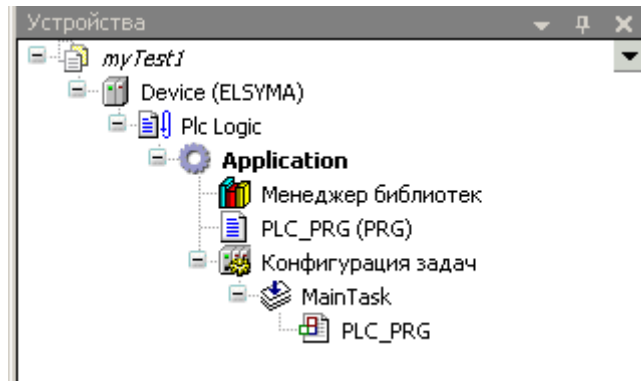 Устройства
myTest1
Device (ELSYMA)
Plc Logic
Application
Менеджер библиотек
PLC_PRG (PRG)
Конфигурация задач
MainTask
PLC_PRG